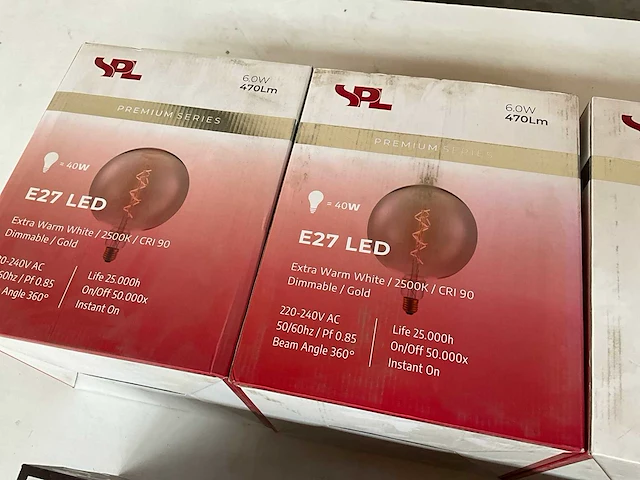 SPL
6.0W
470Lm
PREMIUM SERIES
= 40W
E27 LED
Extra Warm White / 2500K / CRI 90
Dimmable / Gold
0-240V AC
60hz / Pf 0.85
Angle 360°
Life 25.000h
On/Off 50.000x
Instant On
SPL
6.0W
470Lm
PREMIUM SERIES
= 40W
E27 LED
Extra Warm White / 2500K / CRI 90
Dimmable / Gold
220-240V AC
50/60hz / Pf 0.85
Beam Angle 360°
Life 25.000h
On/Off 50.000x
Instant On